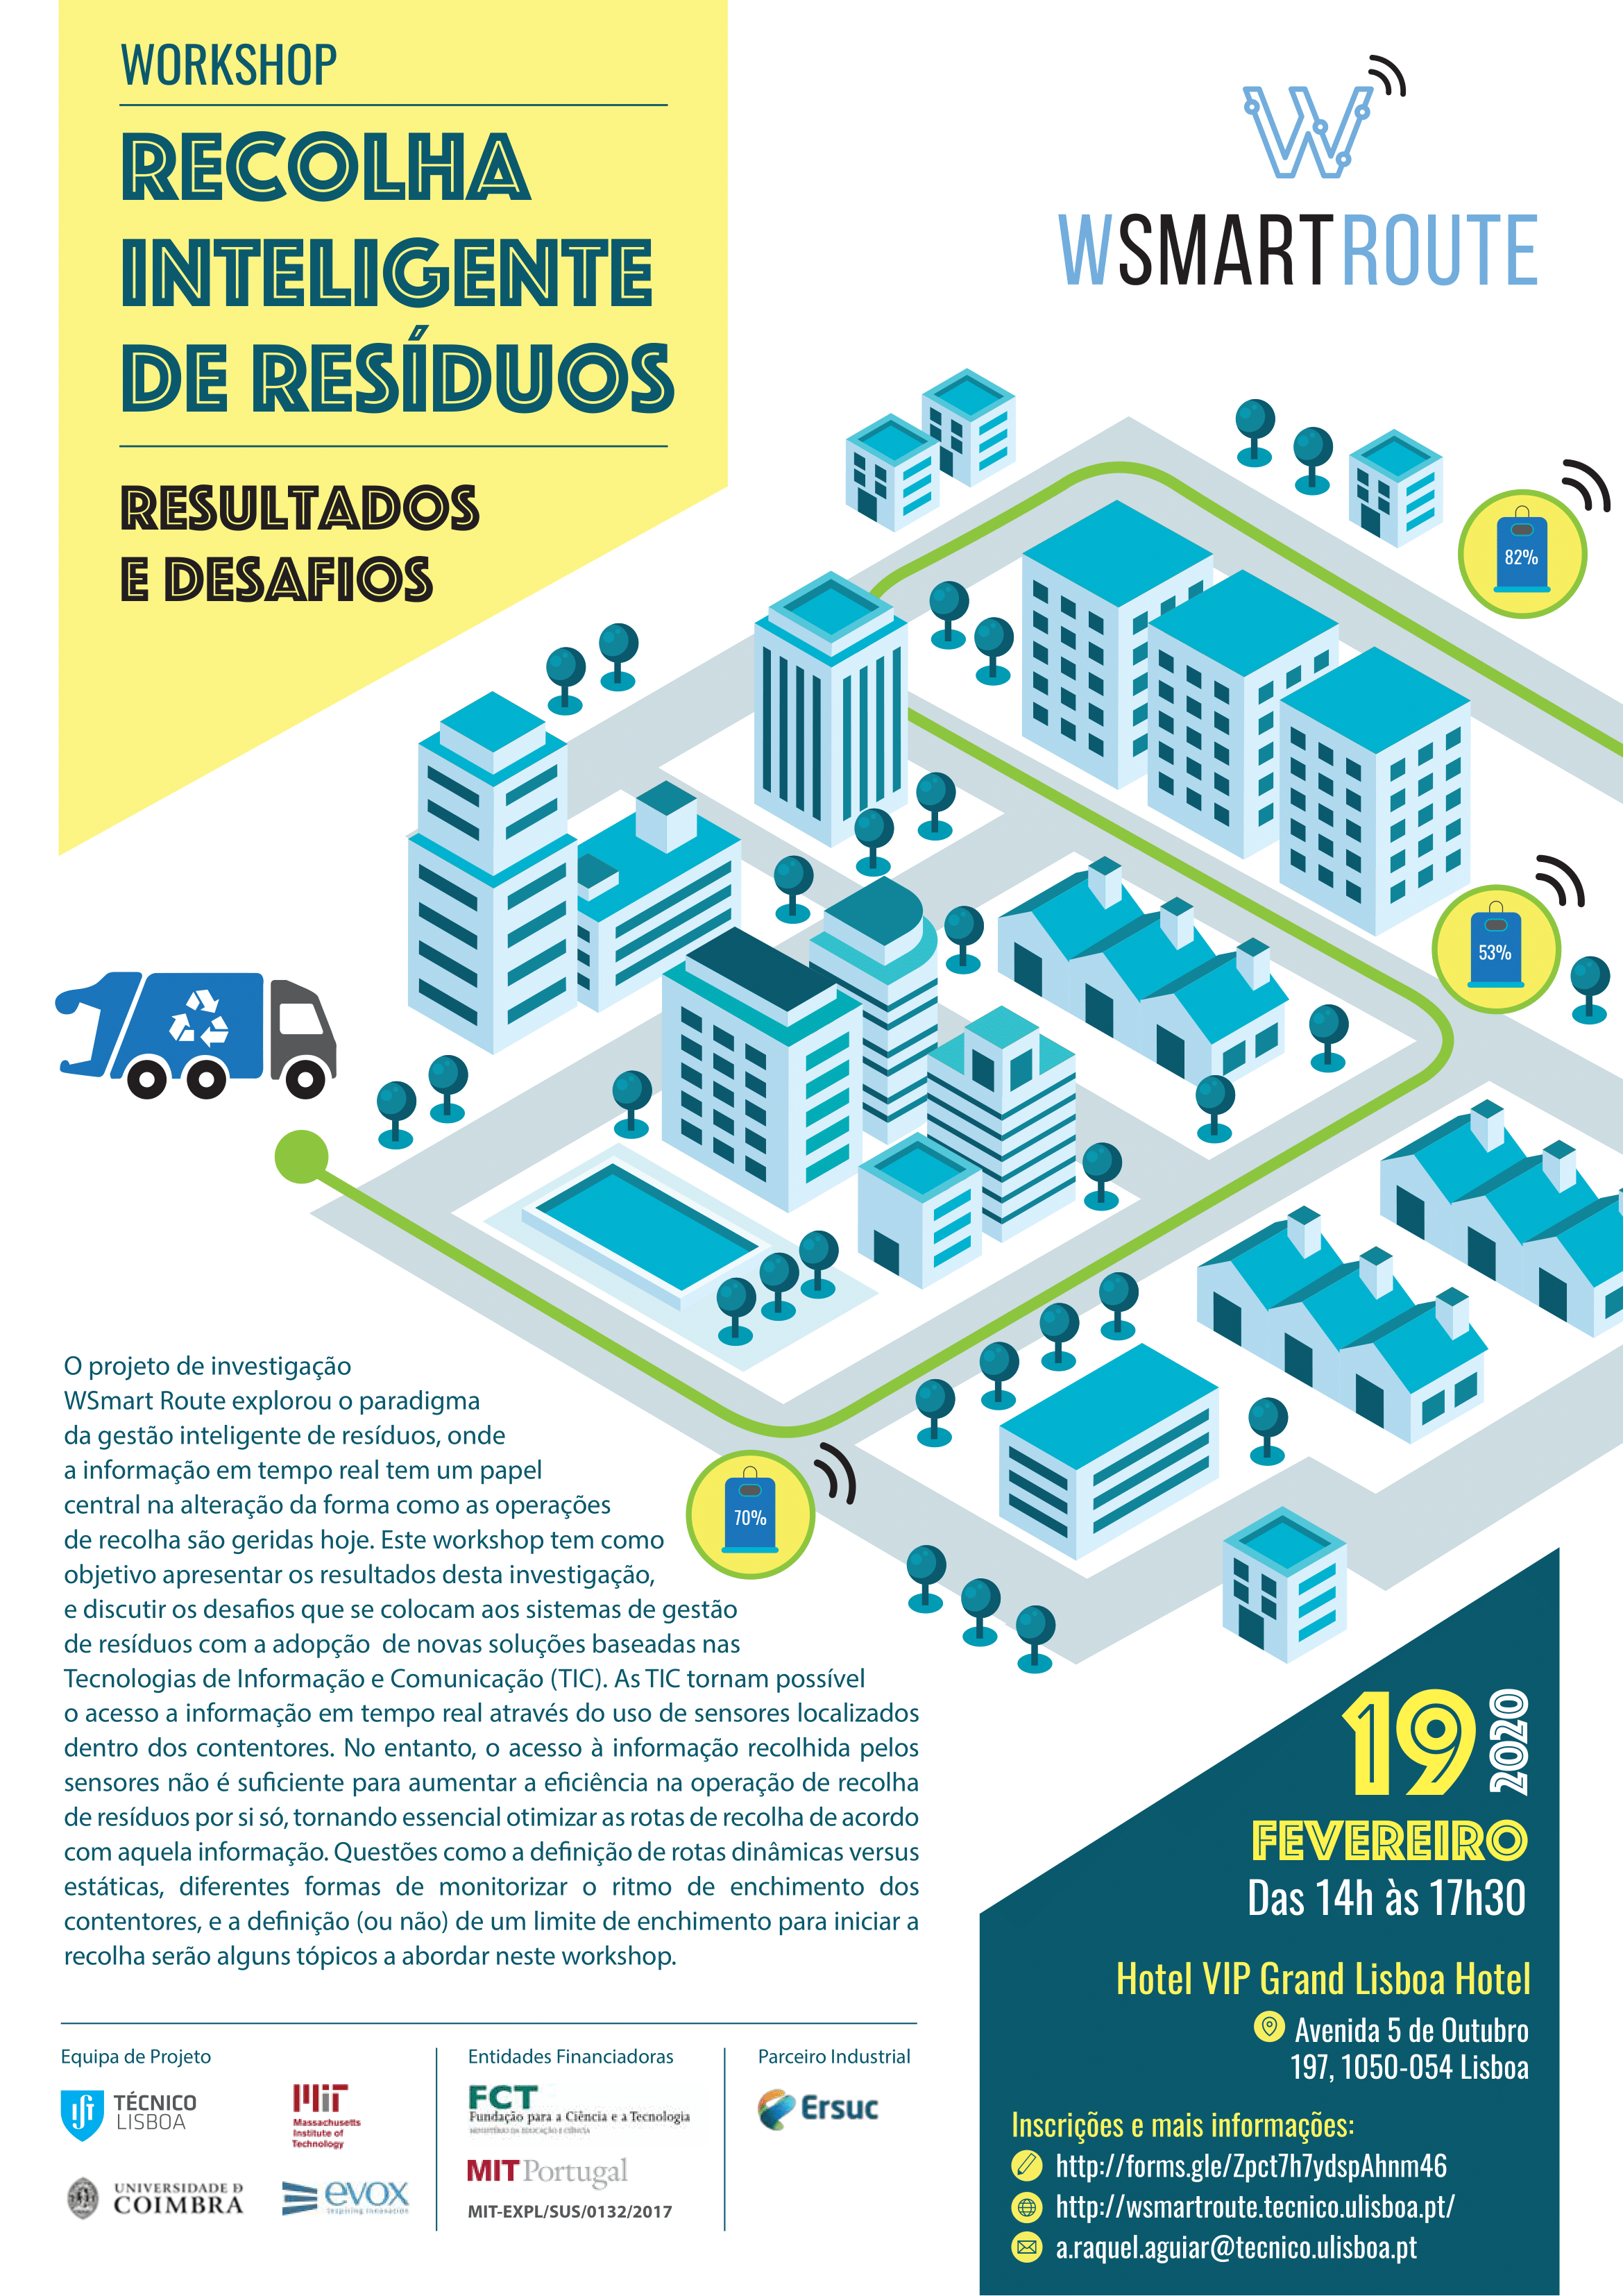 WORKSHOP
RECOLHA
INTELIGENTE
DE RESÍDUOS
RESULTADOS
E DESAFIOS
W
WSMARTROUTE
82%
53%
70%
O projeto de investigação
WSmart Route explorou o paradigma
da gestão inteligente de resíduos, onde
a informação em tempo real tem um papel
central na alteração da forma como as operações
de recolha são geridas hoje. Este workshop tem como
objetivo apresentar os resultados desta investigação,
e discutir os desafios que se colocam aos sistemas de gestão
de resíduos com a adopção  de novas soluções baseadas nas
Tecnologias de Informação e Comunicação (TIC). As TIC tornam possível
o acesso a informação em tempo real através do uso de sensores localizados
dentro dos contentores. No entanto, o acesso à informação recolhida pelos
sensores não é suficiente para aumentar a eficiência na operação de recolha
de resíduos por si só, tornando essencial otimizar as rotas de recolha de acordo
com aquela informação. Questões como a definição de rotas dinâmicas versus
estáticas, diferentes formas de monitorizar o ritmo de enchimento dos
contentores, e a definição (ou não) de um limite de enchimento para iniciar a
recolha serão alguns tópicos a abordar neste workshop.
19
2020
FEVEREIRO
Das 14h às 17h30
Hotel VIP Grand Lisboa Hotel
Avenida 5 de Outubro
197, 1050-054 Lisboa
Inscrições e mais informações:
http://forms.gle/Zpct7h7ydspAhnm46
http://wsmartroute.tecnico.ulisboa.pt/
a.raquel.aguiar@tecnico.ulisboa.pt
Equipa de Projeto
TÉCNICO
LISBOA
MIT
Massachusetts
Institute of
Technology
UNIVERSIDADE D
COIMBRA
evox
inspiring innovation
Entidades Financiadoras
FCT
Fundação para a Ciência e a Tecnologia
MINISTÉRIO DA EDUCAÇÃO E CIÊNCIA
MIT Portugal
MIT-EXPL/SUS/0132/2017
Parceiro Industrial
Ersuc